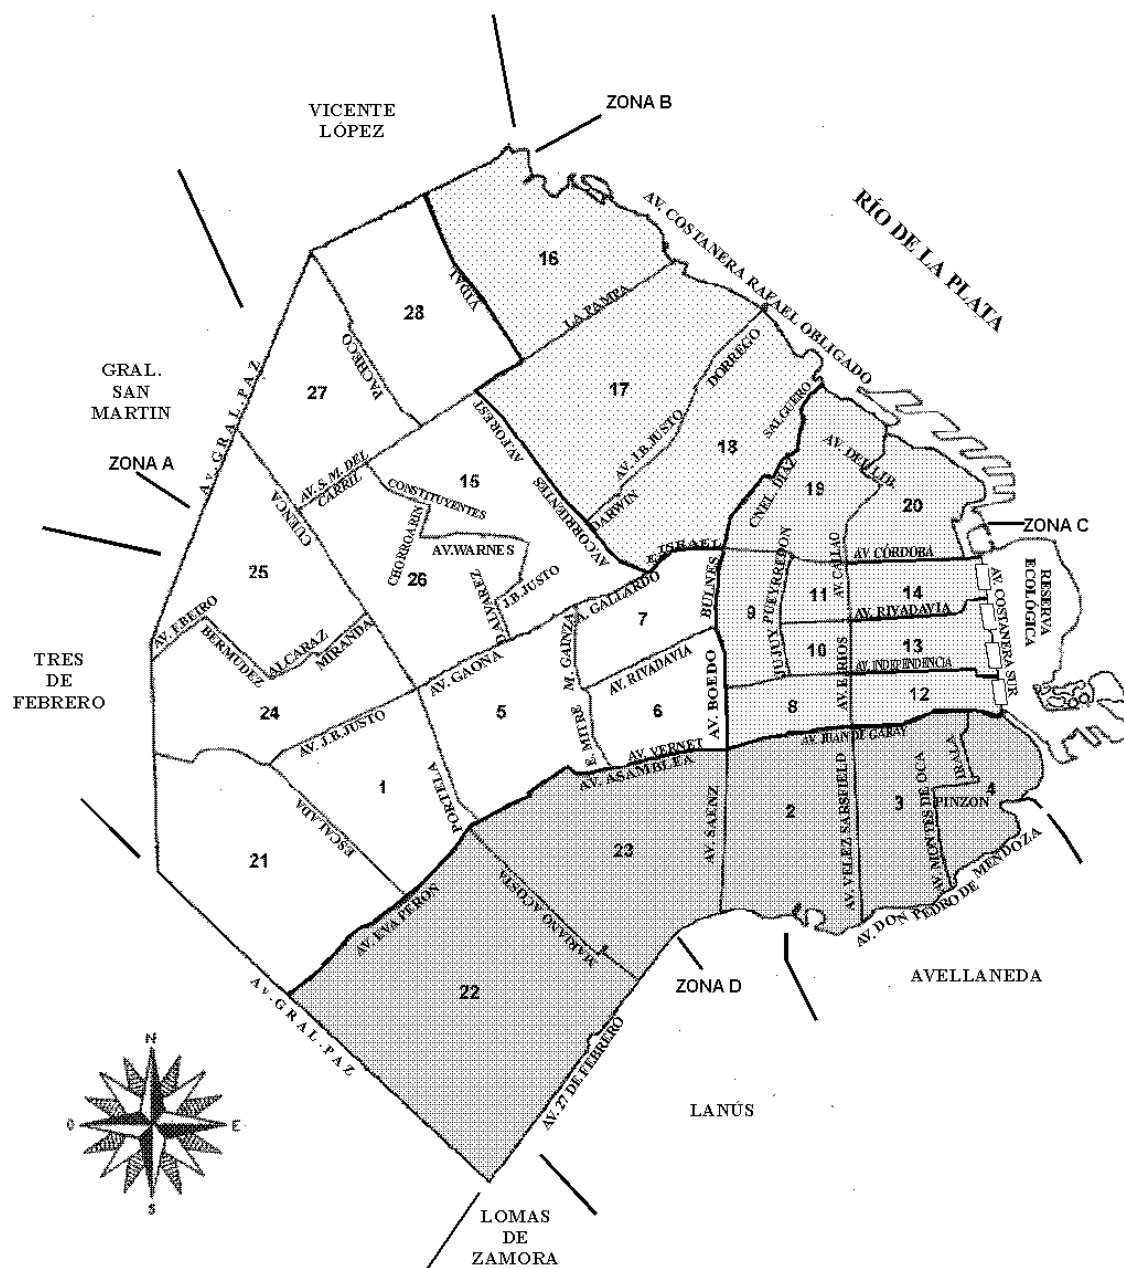 ZONA B
VICENTE
LÓPEZ
AV. COSTANERA RAFAEL OBLIGADO
RÍO DE LA PLATA
16
VIDAL
28
LA PAMPA
PACHECO
GRAL.
SAN
MARTIN
27
17
DORREGO
AV. GRAL. PAZ
ZONA A
AV. S. M. DEL
CARRIL
AV. FOREST
AV. J.B. JUSTO
SALGUERO
18
15
CUENCA
CONSTITUYENTES
CHORROARIN
AV. WARNES
26
AV. CORRIENTES
DARWIN
CNEL. DIAZ
19
AV. DEL LIB.
20
ZONA C
25
D. ALVAREZ
J.B. JUSTO
E. ISRAEL
GALLARDO
BULNES
PUEYRREDON
AV. CALLAO
AV. CÓRDOBA
AV. COSTANERA SUR
RESERVA
ECOLÓGICA
7
9
11
14
AV. RIVADAVIA
AV. EBEIRO
BERMUDEZ
ALCARAZ
MIRANDA
AV. GAONA
M. GAINZA
AV. RIVADAVIA
JUJUY
10
AV. E. RIOS
13
AV. INDEPENDENCIA
TRES
DE
FEBRERO
24
AV. J.B. JUSTO
5
E. MITRE
6
AV. BOEDO
8
12
AV. JUAN DE GARAY
AV. VERNET
AV. ASAMBLEA
1
PORTELA
ESCALADA
21
23
AV. SAENZ
2
AV. VELEZ SARSFIELD
3
AV. MONTES DE OCA
IRALA
PINZON
4
AV. DON PEDRO DE MENDOZA
AV. EVA PERON
MARIANO ACOSTA
22
ZONA D
AVELLANEDA
AV. GRAL. PAZ
AV. 27 DE FEBRERO
LANÚS
N
O
E
S
LOMAS
DE
ZAMORA